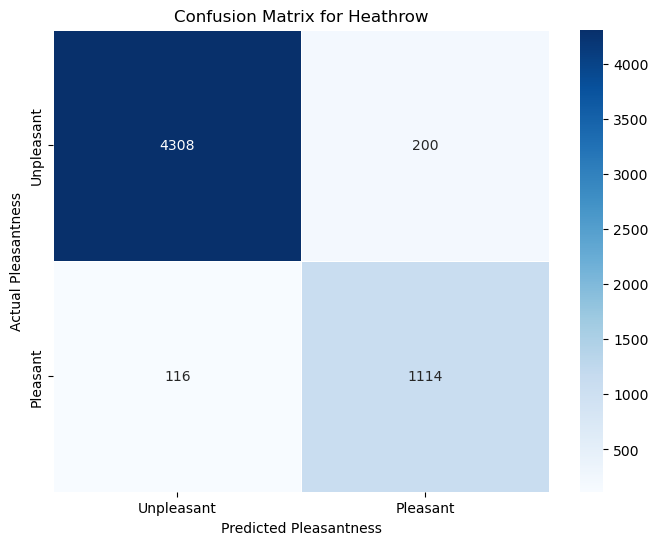 Confusion Matrix for Heathrow
Actual Pleasantness
Unpleasant
Pleasant
4308
200
116
1114
Unpleasant
Pleasant
Predicted Pleasantness
4000
3500
3000
2500
2000
1500
1000
500